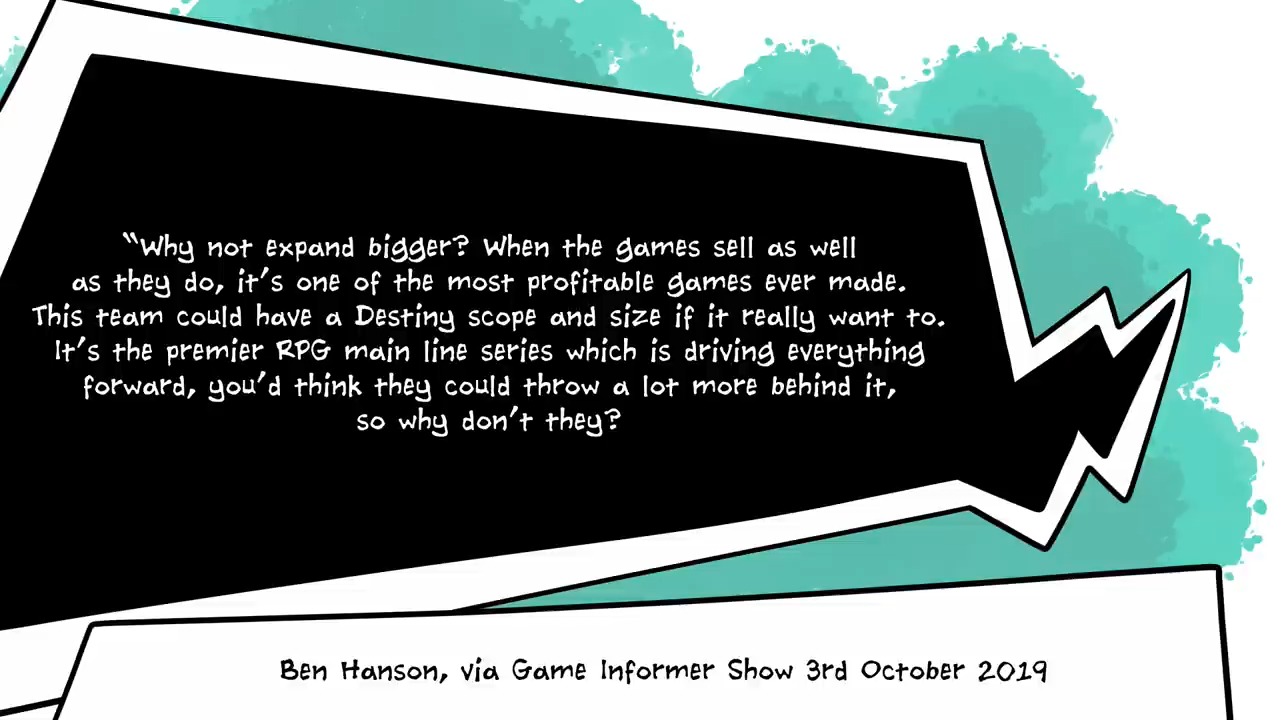 “Why not expand bigger? When the games sell as well
as they do, it’s one of the most profitable games ever made.
This team could have a Destiny scope and size if it really want to.
It’s the premier RPG main line series which is driving everything
forward, you’d think they could throw a lot more behind it,
so why don’t they?
Ben Hanson, via Game Informer Show 3rd October 2019